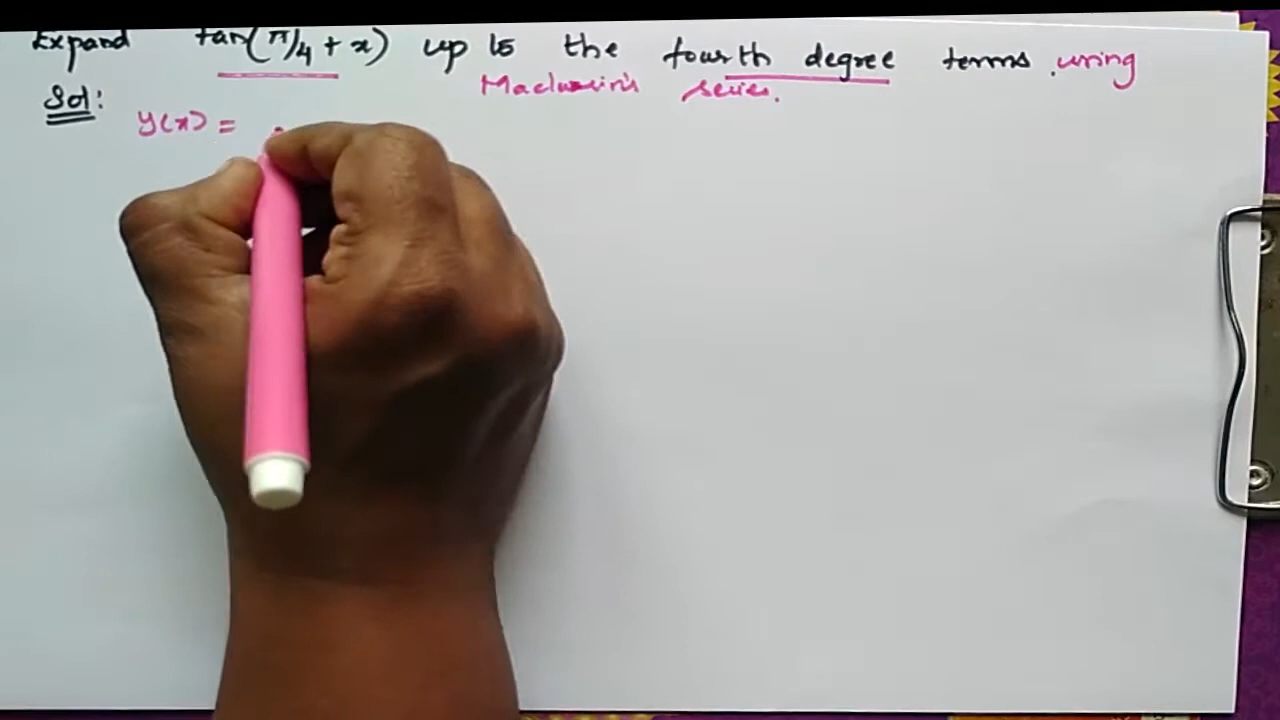 Expand tan(π/4 + x) up to the fourth degree terms. using
Maclaurin's series.
Sol:
y(x) =